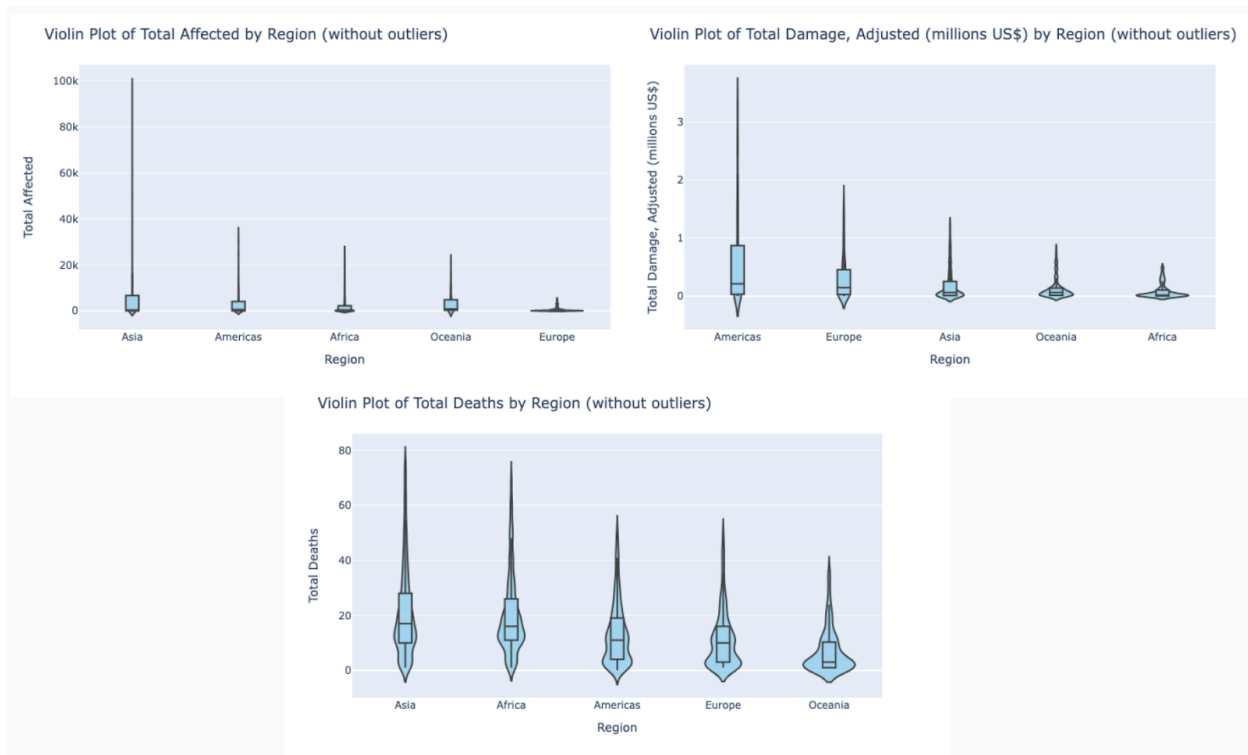 Violin Plot of Total Affected by Region (without outliers)
100k
80k
60k
40k
20k
0
Total Affected
Asia
Americas
Africa
Oceania
Europe
Region
Violin Plot of Total Damage, Adjusted (millions US$) by Region (without outliers)
3
2
1
0
Total Damage, Adjusted (millions US$)
Americas
Europe
Asia
Oceania
Africa
Region
Violin Plot of Total Deaths by Region (without outliers)
80
60
40
20
0
Total Deaths
Asia
Africa
Americas
Europe
Oceania
Region